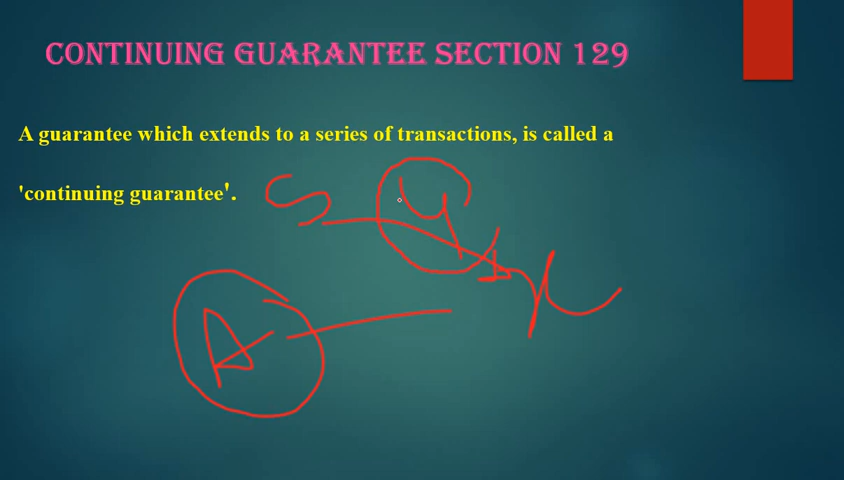 CONTINUING GUARANTEE SECTION 129
A guarantee which extends to a series of transactions, is called a
'continuing guarantee'.
S
y
A